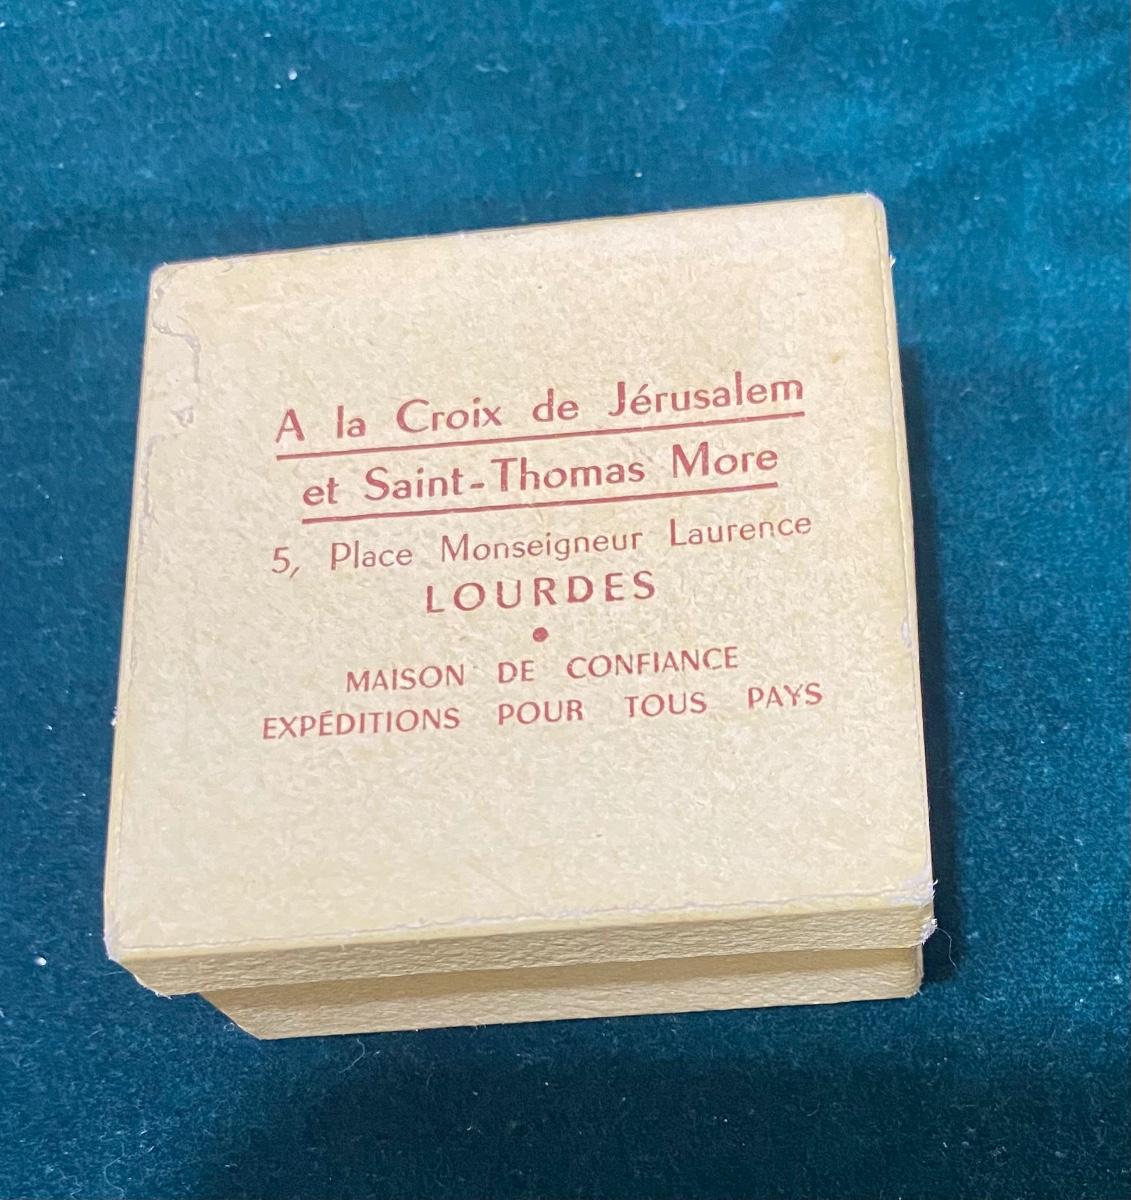 A la Croix de Jérusalem
et Saint-Thomas More
5, Place Monseigneur Laurence
LOURDES
●
MAISON DE CONFIANCE
EXPÉDITIONS POUR TOUS PAYS